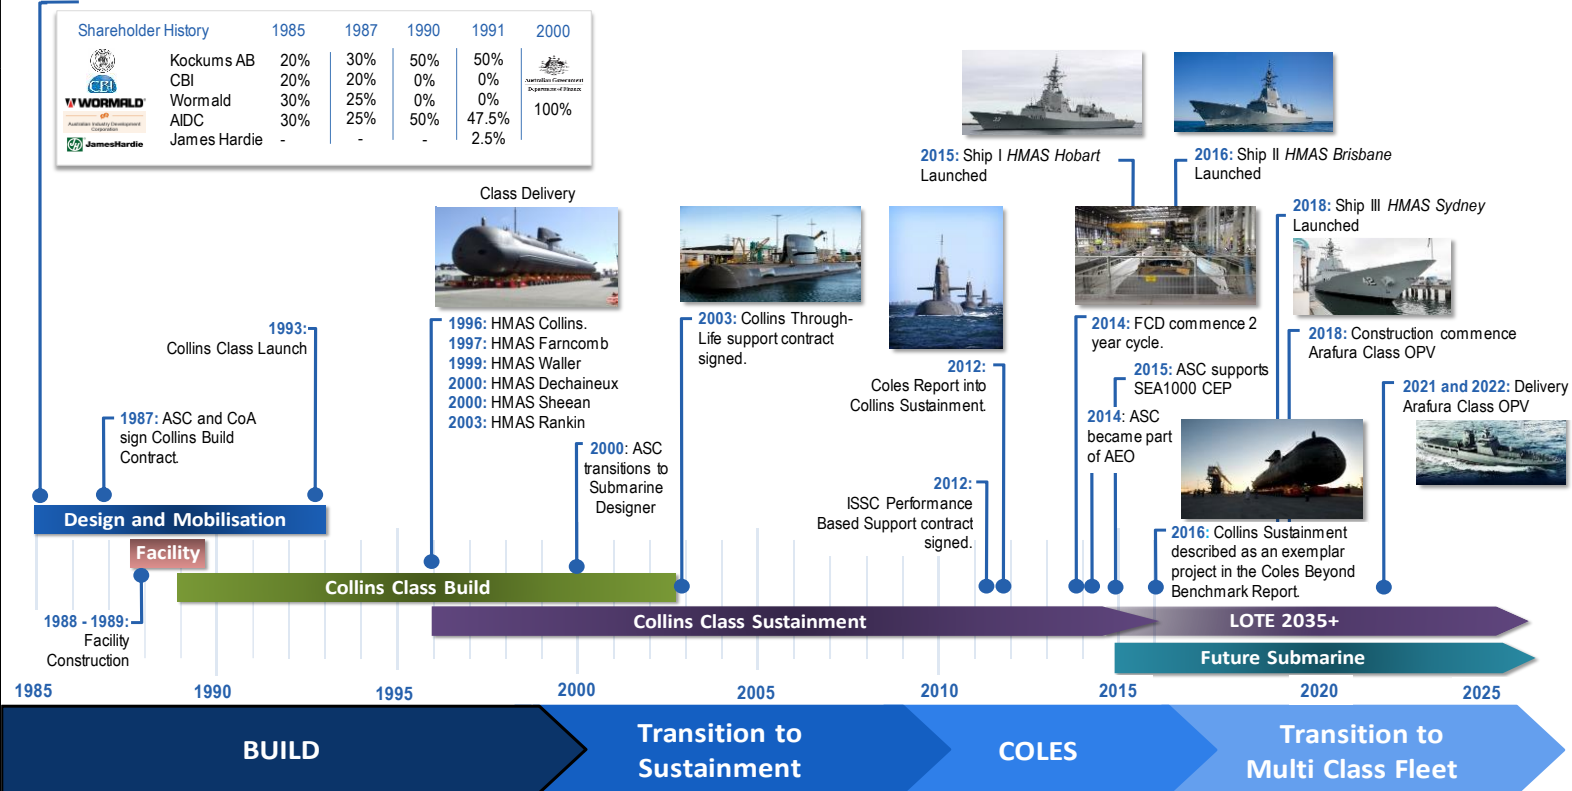 Shareholder History 1985 1987 1990 1991 2000
Kockums AB 20% 30% 50% 50%
CBI CBI 20% 20% 0% 0%
Australian Government
Department of Finance
WORMALD Wormald 30% 25% 0% 0%
100%
Australian Industry Development
Corporation
AIDC 30% 25% 50% 47.5%
JamesHardie James Hardie - - - 2.5%
Class Delivery
1993:
Collins Class Launch
1987: ASC and CoA
sign Collins Build
Contract.
1996: HMAS Collins.
1997: HMAS Farncomb
1999: HMAS Waller
2000: HMAS Dechaineux
2000: HMAS Sheean
2003: HMAS Rankin
2000: ASC
transitions to
Submarine
Designer
2003: Collins Through-
Life support contract
signed.
2012:
Coles Report into
Collins Sustainment.
2012:
ISSC Performance
Based Support contract
signed.
2015: Ship I HMAS Hobart
Launched
2016: Ship II HMAS Brisbane
Launched
2018: Ship III HMAS Sydney
Launched
2014: FCD commence 2
year cycle.
2015: ASC supports
SEA1000 CEP
2014: ASC
became part
of AEO
2018: Construction commence
Arafura Class OPV
2021 and 2022: Delivery
Arafura Class OPV
2016: Collins Sustainment
described as an exemplar
project in the Coles Beyond
Benchmark Report.
Design and Mobilisation
Facility
Collins Class Build
1988 - 1989:
Facility
Construction
Collins Class Sustainment
LOTE 2035+
Future Submarine
1985 1990 1995 2000 2005 2010 2015 2020 2025
BUILD
Transition to
Sustainment
COLES
Transition to
Multi Class Fleet